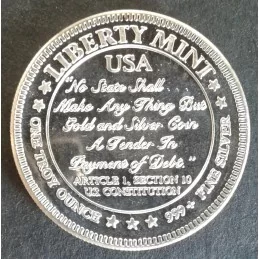 LIBERTY MINT
USA
"No State Shall...
Make Any Thing But
Gold and Silver Coin
A Tender In
Payment of Debt."
ARTICLE 1, SECTION 10
U.S. CONSTITUTION
ONE TROY OUNCE ★ ★ ★ .999+ FINE SILVER